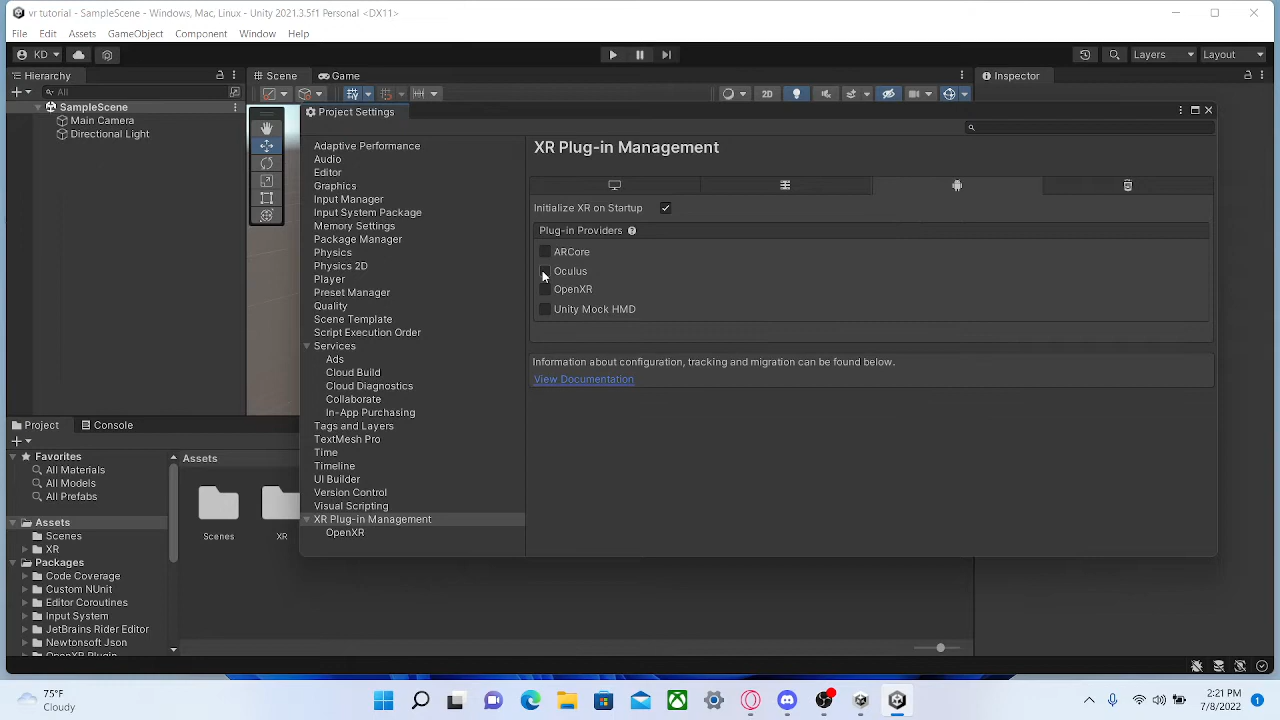 vr tutorial - SampleScene - Windows, Mac, Linux - Unity 2021.3.5f1 Personal <DX11>
File Edit Assets GameObject Component Window Help
KD Layers Layout
Hierarchy Scene Game Inspector
All 2D
SampleScene
Main Camera
Directional Light
Project Settings
Adaptive Performance
Audio
Editor
Graphics
Input Manager
Input System Package
Memory Settings
Package Manager
Physics
Physics 2D
Player
Preset Manager
Quality
Scene Template
Script Execution Order
Services
Ads
Cloud Build
Cloud Diagnostics
Collaborate
In-App Purchasing
Tags and Layers
TextMesh Pro
Time
Timeline
UI Builder
Version Control
Visual Scripting
XR Plug-in Management
OpenXR
XR Plug-in Management
Initialize XR on Startup
Plug-in Providers
ARCore
Oculus
OpenXR
Unity Mock HMD
Information about configuration, tracking and migration can be found below.
View Documentation
Project Console
Favorites
All Materials
All Models
All Prefabs
Assets
Scenes
XR
Packages
Code Coverage
Custom NUnit
Editor Coroutines
Input System
JetBrains Rider Editor
Newtonsoft Json
OpenXR Plugin
Assets
Scenes XR
75°F
Cloudy
2:21 PM
7/8/2022
1